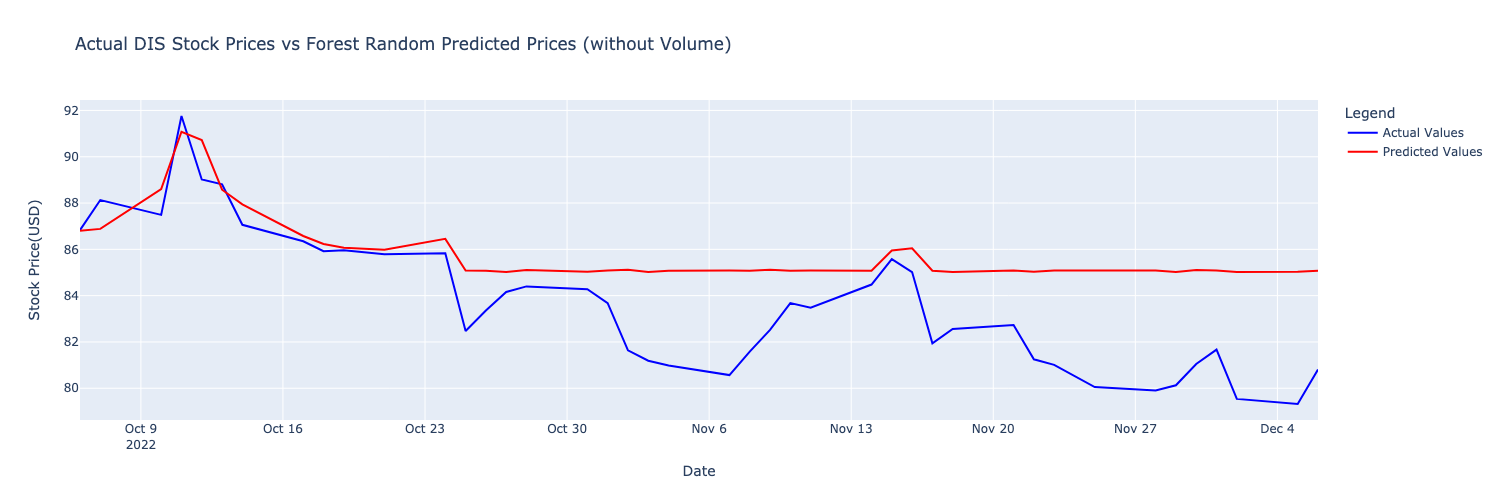 Actual DIS Stock Prices vs Forest Random Predicted Prices (without Volume)
Legend
Actual Values
Predicted Values
Stock Price(USD)
92
90
88
86
84
82
80
Oct 9
2022
Oct 16
Oct 23
Oct 30
Nov 6
Nov 13
Nov 20
Nov 27
Dec 4
Date